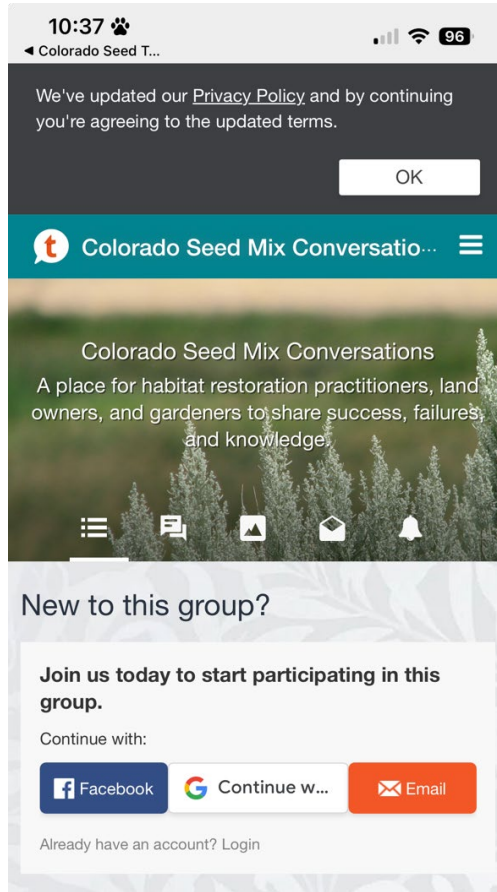 10:37
◀ Colorado Seed T...
96
We've updated our Privacy Policy and by continuing
you're agreeing to the updated terms.
OK
t Colorado Seed Mix Conversatio...
Colorado Seed Mix Conversations
A place for habitat restoration practitioners, land
owners, and gardeners to share success, failures,
and knowledge.
New to this group?
Join us today to start participating in this
group.
Continue with:
f Facebook G Continue w... Email
Already have an account? Login